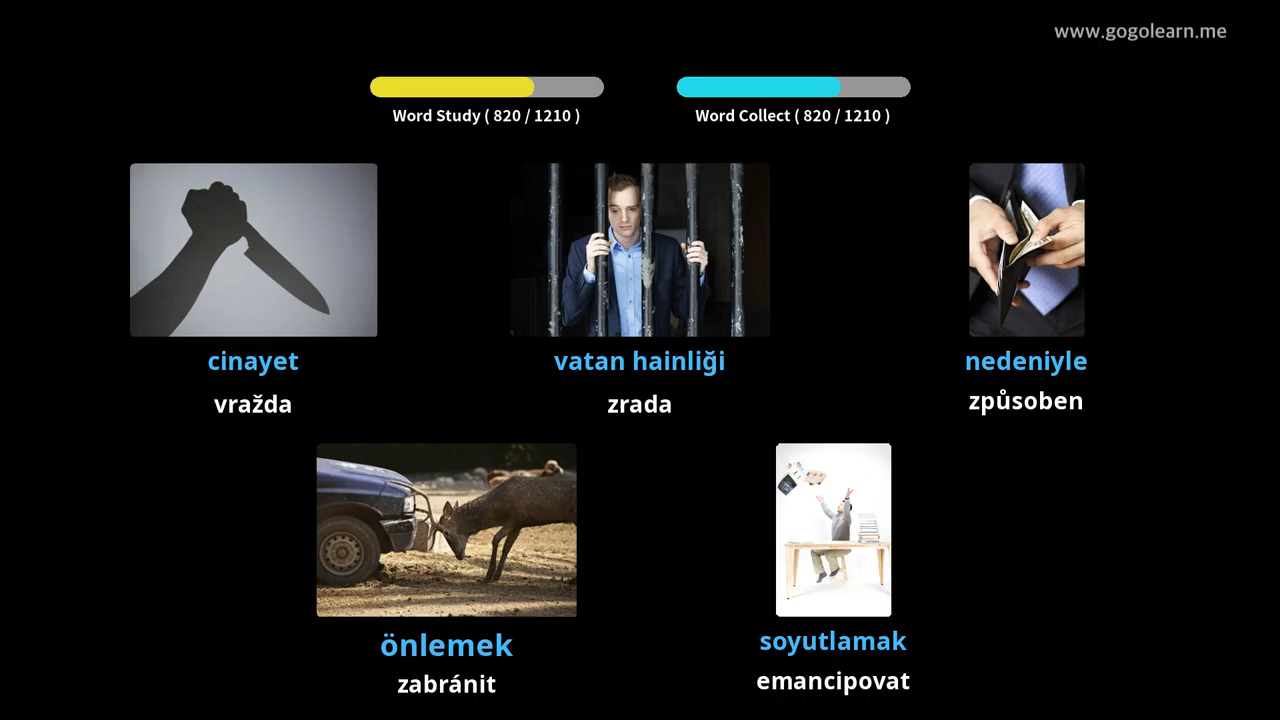 www.gogolearn.me
Word Study ( 820 / 1210 )
Word Collect ( 820 / 1210 )
cinayet
vražda
vatan hainliği
zrada
nedeniyle
způsoben
önlemek
zabránit
soyutlamak
emancipovat